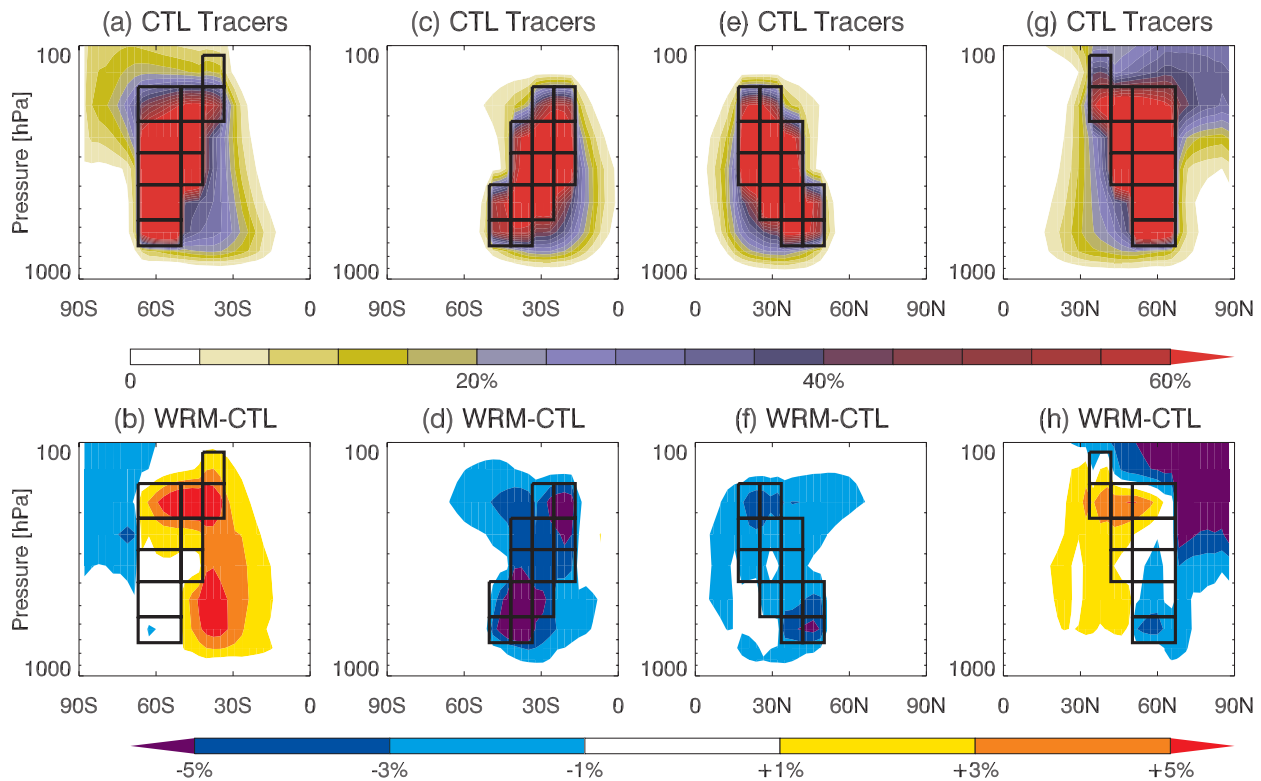 (a) CTL Tracers (c) CTL Tracers (e) CTL Tracers (g) CTL Tracers
Pressure [hPa]
100 100 100 100
1000 1000 1000 1000
90S 60S 30S 0 90S 60S 30S 0 0 30N 60N 90N 0 30N 60N 90N
0 20% 40% 60%
(b) WRM-CTL (d) WRM-CTL (f) WRM-CTL (h) WRM-CTL
Pressure [hPa]
100 100 100 100
1000 1000 1000 1000
90S 60S 30S 0 90S 60S 30S 0 0 30N 60N 90N 0 30N 60N 90N
-5% -3% -1% +1% +3% +5%